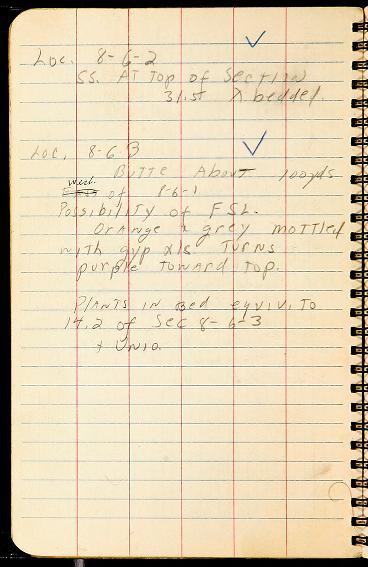 Loc. 8-6-2
SS. At Top of Section
31.5t X bedded.
Loc. 8-6 3
Butte About 100yds
West
of 8-6-1
Possibility of FSL.
Orange & grey mottled
with gyp xls Turns
purple toward top.
Plants in Bed equiv. to
14.2 of Sec 8-6-3
+ Unio.